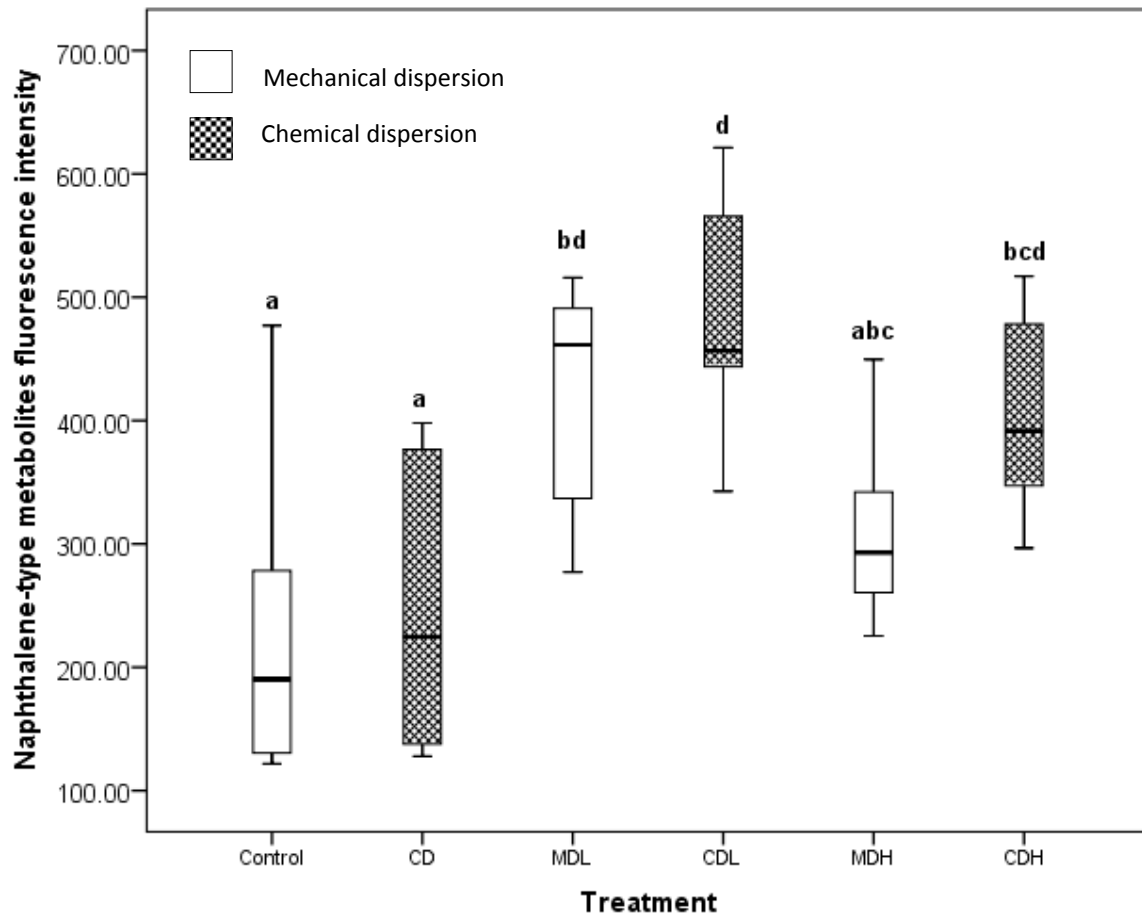 Naphthalene-type metabolites fluorescence intensity
700.00
600.00
500.00
400.00
300.00
200.00
100.00
Mechanical dispersion
Chemical dispersion
a
a
bd
d
abc
bcd
Control CD MDL CDL MDH CDH
Treatment